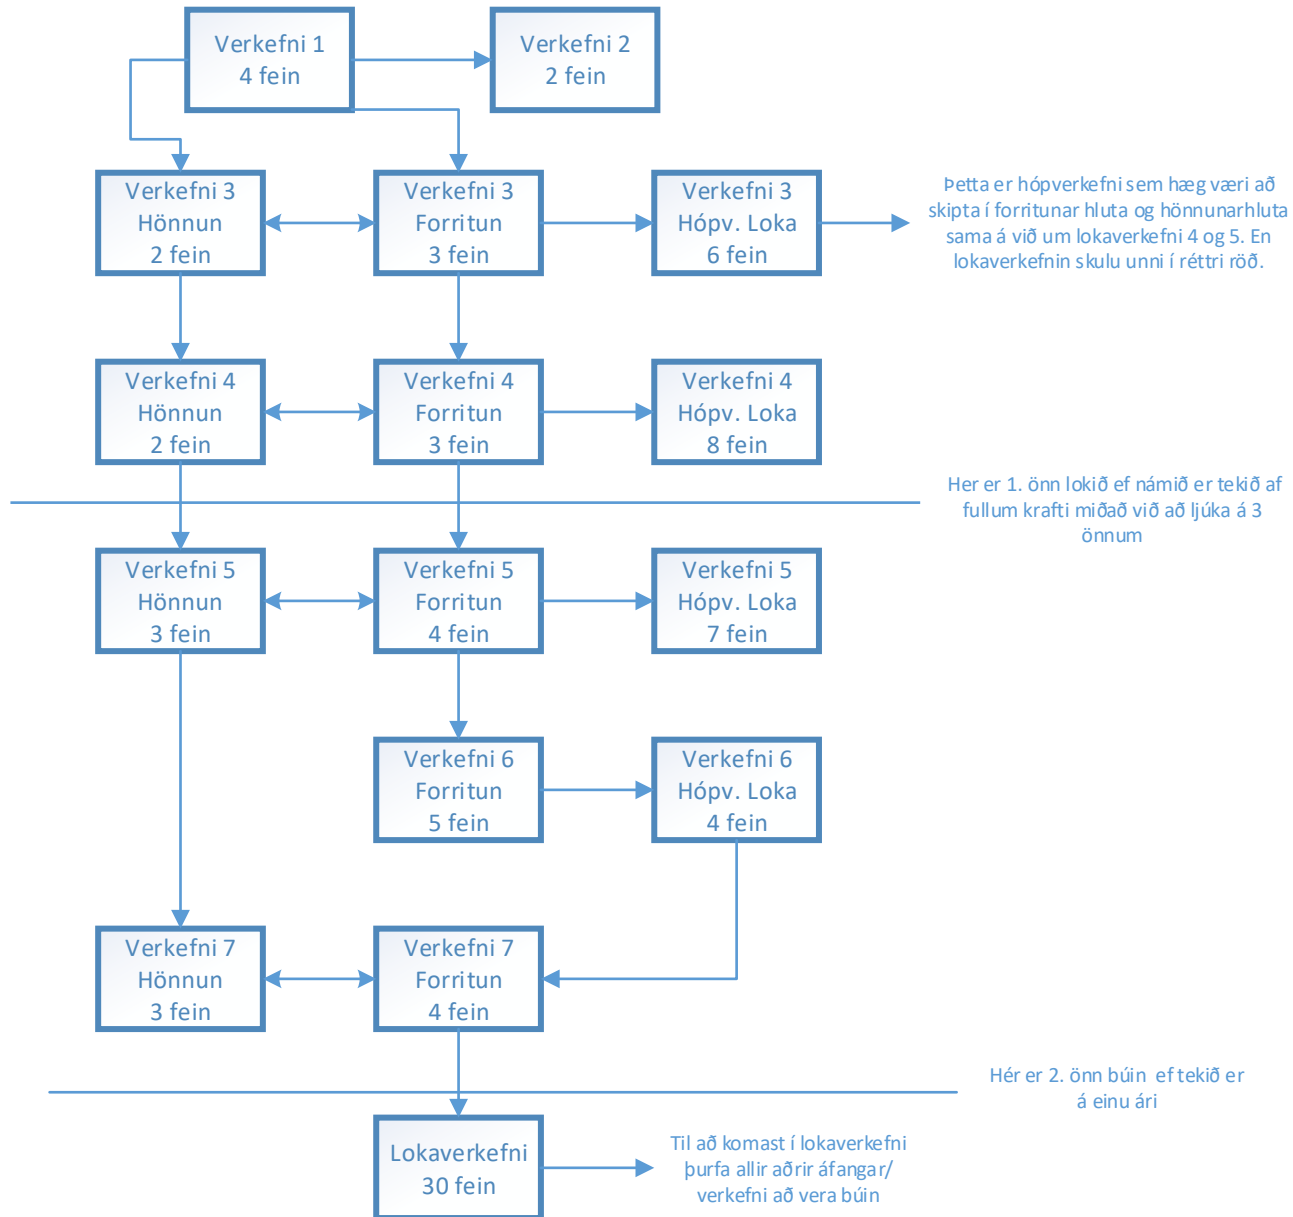 Verkefni 1
4 fein
Verkefni 2
2 fein
Verkefni 3
Hönnun
2 fein
Verkefni 3
Forritun
3 fein
Verkefni 3
Hópv. Loka
6 fein
Þetta er hópverkefni sem hæg væri að
skipta í forritunar hluta og hönnunarhluta
sama á við um lokaverkefni 4 og 5. En
lokaverkefnin skulu unni í réttri röð.
Verkefni 4
Hönnun
2 fein
Verkefni 4
Forritun
3 fein
Verkefni 4
Hópv. Loka
8 fein
Her er 1. önn lokið ef námið er tekið af
fullum krafti miðað við að ljúka á 3
önnum
Verkefni 5
Hönnun
3 fein
Verkefni 5
Forritun
4 fein
Verkefni 5
Hópv. Loka
7 fein
Verkefni 6
Forritun
5 fein
Verkefni 6
Hópv. Loka
4 fein
Verkefni 7
Hönnun
3 fein
Verkefni 7
Forritun
4 fein
Hér er 2. önn búin ef tekið er
á einu ári
Lokaverkefni
30 fein
Til að komast í lokaverkefni
þurfa allir aðrir áfangar/
verkefni að vera búin